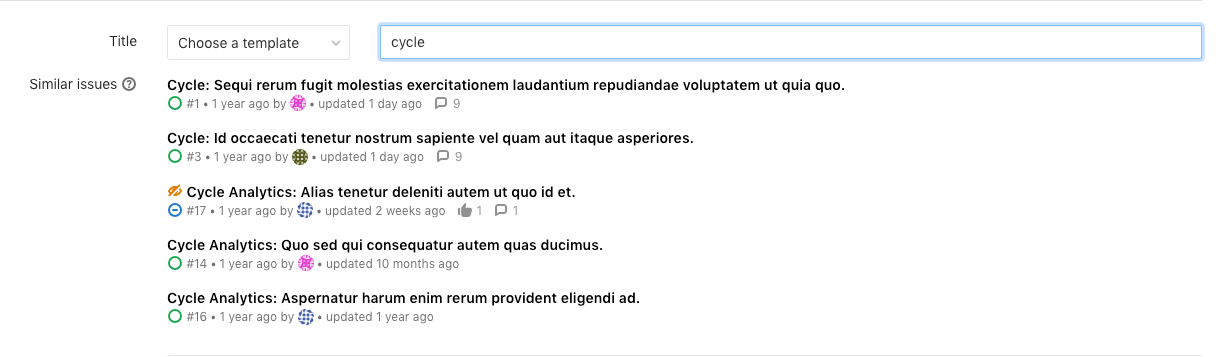 Title Choose a template cycle
Similar issues ? Cycle: Sequi rerum fugit molestias exercitationem laudantium repudiandae voluptatem ut quia quo.
#1 • 1 year ago by • updated 1 day ago 9
Cycle: Id occaecati tenetur nostrum sapiente vel quam aut itaque asperiores.
#3 • 1 year ago by • updated 1 day ago 9
Cycle Analytics: Alias tenetur deleniti autem ut quo id et.
#17 • 1 year ago by • updated 2 weeks ago 1 1
Cycle Analytics: Quo sed qui consequatur autem quas ducimus.
#14 • 1 year ago by • updated 10 months ago
Cycle Analytics: Aspernatur harum enim rerum provident eligendi ad.
#16 • 1 year ago by • updated 1 year ago